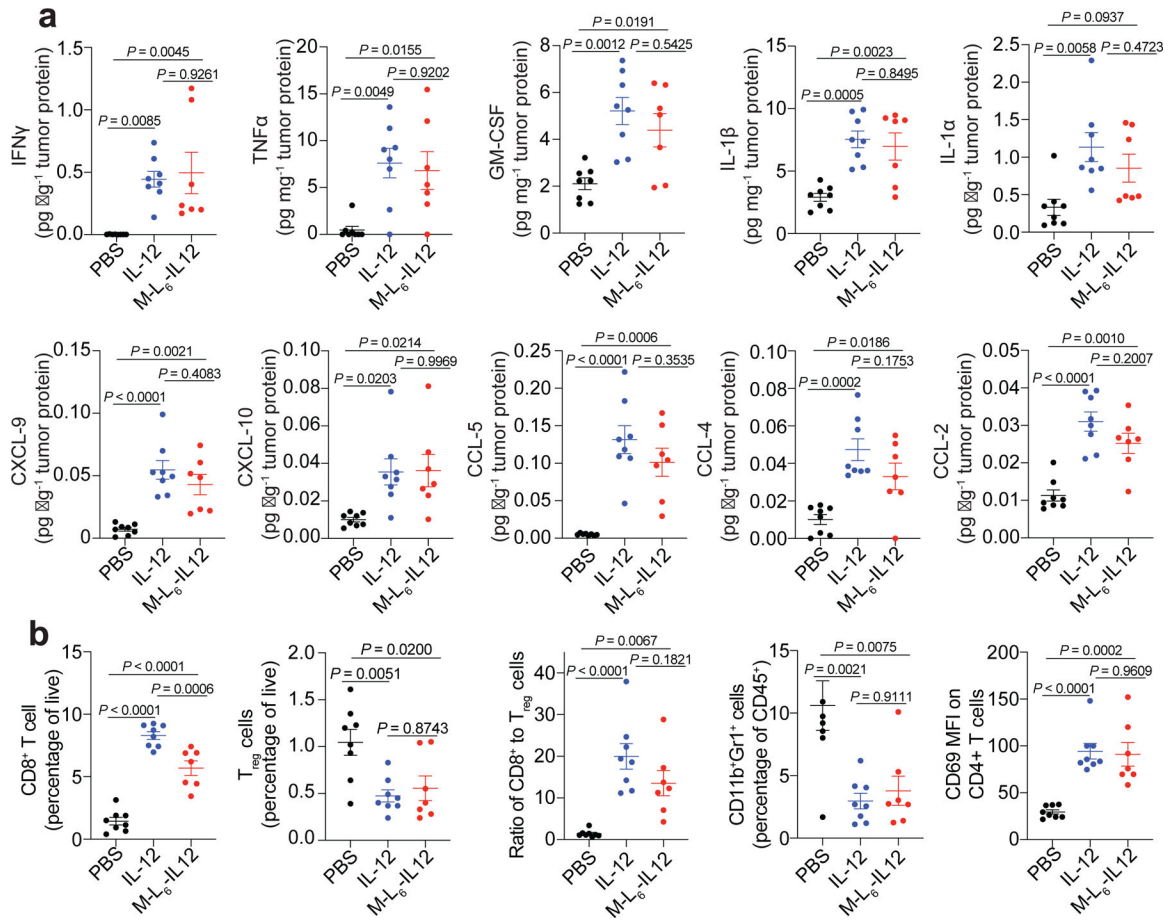 a
P = 0.0045
P = 0.9261
P = 0.0085
IFNγ
(pg �g-1 tumor protein)
1.5
1.0
0.5
0.0
PBS
IL-12
M-L6-IL12
P = 0.0155
P = 0.9202
P = 0.0049
TNFα
(pg mg-1 tumor protein)
20
15
10
5
0
PBS
IL-12
M-L6-IL12
P = 0.0191
P = 0.0012
P = 0.5425
GM-CSF
(pg mg-1 tumor protein)
8
6
4
2
0
PBS
IL-12
M-L6-IL12
P = 0.0023
P = 0.8495
P = 0.0005
IL-1β
(pg mg-1 tumor protein)
15
10
5
0
PBS
IL-12
M-L6-IL12
P = 0.0937
P = 0.0058
P = 0.4723
IL-1α
(pg �g-1 tumor protein)
2.5
2.0
1.5
1.0
0.5
0.0
PBS
IL-12
M-L6-IL12
P = 0.0021
P = 0.4083
P < 0.0001
CXCL-9
(pg �g-1 tumor protein)
0.15
0.10
0.05
0
PBS
IL-12
M-L6-IL12
P = 0.0214
P = 0.9969
P = 0.0203
CXCL-10
(pg �g-1 tumor protein)
0.10
0.08
0.06
0.04
0.02
0.00
PBS
IL-12
M-L6-IL12
P = 0.0006
P < 0.0001
P = 0.3535
CCL-5
(pg �g-1 tumor protein)
0.25
0.20
0.15
0.10
0.05
0.00
PBS
IL-12
M-L6-IL12
P = 0.0186
P = 0.1753
P = 0.0002
CCL-4
(pg �g-1 tumor protein)
0.10
0.08
0.06
0.04
0.02
0.00
PBS
IL-12
M-L6-IL12
P = 0.0010
P = 0.2007
P < 0.0001
CCL-2
(pg �g-1 tumor protein)
0.05
0.04
0.03
0.02
0.01
0.00
PBS
IL-12
M-L6-IL12
b
P < 0.0001
P = 0.0006
P < 0.0001
CD8+ T cell
(percentage of live)
15
10
5
0
PBS
IL-12
M-L6-IL12
P = 0.0200
P = 0.0051
P = 0.8743
Treg cells
(percentage of live)
2.0
1.5
1.0
0.5
0.0
PBS
IL-12
M-L6-IL12
P = 0.0067
P < 0.0001
P = 0.1821
Ratio of CD8+ to Treg cells
40
30
20
10
0
PBS
IL-12
M-L6-IL12
P = 0.0075
P = 0.0021
P = 0.9111
CD11b+Gr1+ cells
(percentage of CD45+)
15
10
5
0
PBS
IL-12
M-L6-IL12
P = 0.0002
P = 0.9609
P < 0.0001
CD69 MFI on
CD4+ T cells
200
150
100
50
0
PBS
IL-12
M-L6-IL12